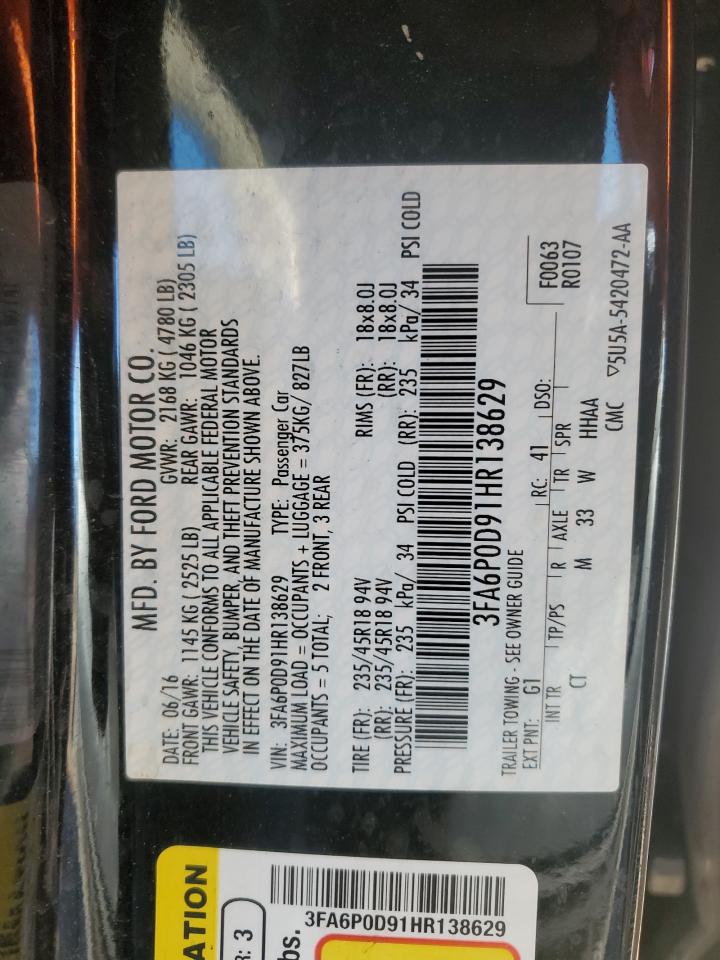 MFD. BY FORD MOTOR CO.
DATE: 06/16 GVWR: 2168 KG ( 4780 LB)
FRONT GAWR: 1145 KG ( 2525 LB) REAR GAWR: 1046 KG ( 2305 LB)
THIS VEHICLE CONFORMS TO ALL APPLICABLE FEDERAL MOTOR
VEHICLE SAFETY, BUMPER, AND THEFT PREVENTION STANDARDS
IN EFFECT ON THE DATE OF MANUFACTURE SHOWN ABOVE.
VIN: 3FA6P0D91HR138629 TYPE: Passenger Car
MAXIMUM LOAD = OCCUPANTS + LUGGAGE = 375KG/ 827LB
OCCUPANTS = 5 TOTAL; 2 FRONT, 3 REAR
TIRE (FR): 235/45R18 94V RIMS (FR): 18x8.0J
(RR): 235/45R18 94V (RR): 18x8.0J
PRESSURE (FR): 235 kPa/ 34 PSI COLD (RR): 235 kPa/ 34 PSI COLD
3FA6P0D91HR138629
TRAILER TOWING - SEE OWNER GUIDE
EXT PNT: G1 RC: 41 DSO: F0063
R0107
INT TR TP/PS R AXLE TR SPR
CT M 33 W HHAA
CMC ▽5U5A-5420472-AA
ATION
R: 3
bs.
3FA6P0D91HR138629